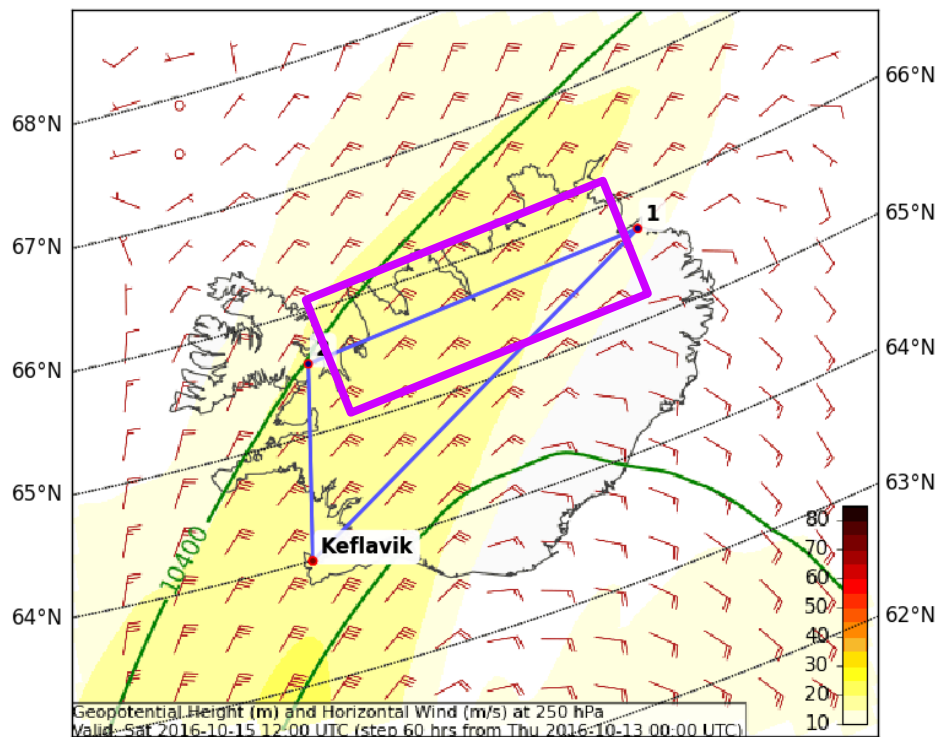 66°N
68°N
1
65°N
67°N
2
64°N
66°N
65°N
63°N
Keflavik
80
10400
70
60
64°N
50
62°N
40
30
20
10
Geopotential Height (m) and Horizontal Wind (m/s) at 250 hPa
Valid: Sat 2016-10-15 12:00 UTC (step 60 hrs from Thu 2016-10-13 00:00 UTC)